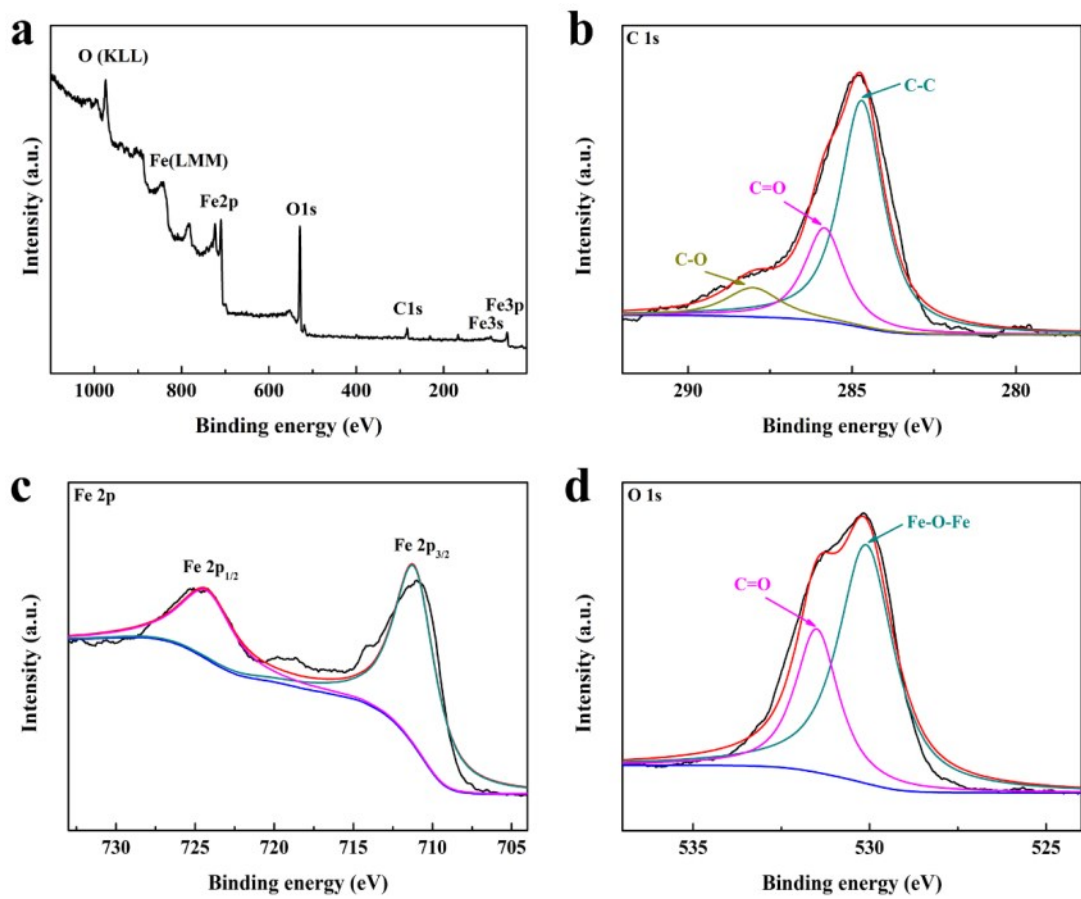 a
O (KLL)
Fe(LMM)
Fe2p
O1s
C1s
Fe3p
Fe3s
1000 800 600 400 200
Binding energy (eV)
Intensity (a.u.)
b
C 1s
C-C
C=O
C-O
290 285 280
Binding energy (eV)
Intensity (a.u.)
c
Fe 2p
Fe 2p3/2
Fe 2p1/2
730 725 720 715 710 705
Binding energy (eV)
Intensity (a.u.)
d
O 1s
Fe-O-Fe
C=O
535 530 525
Binding energy (eV)
Intensity (a.u.)